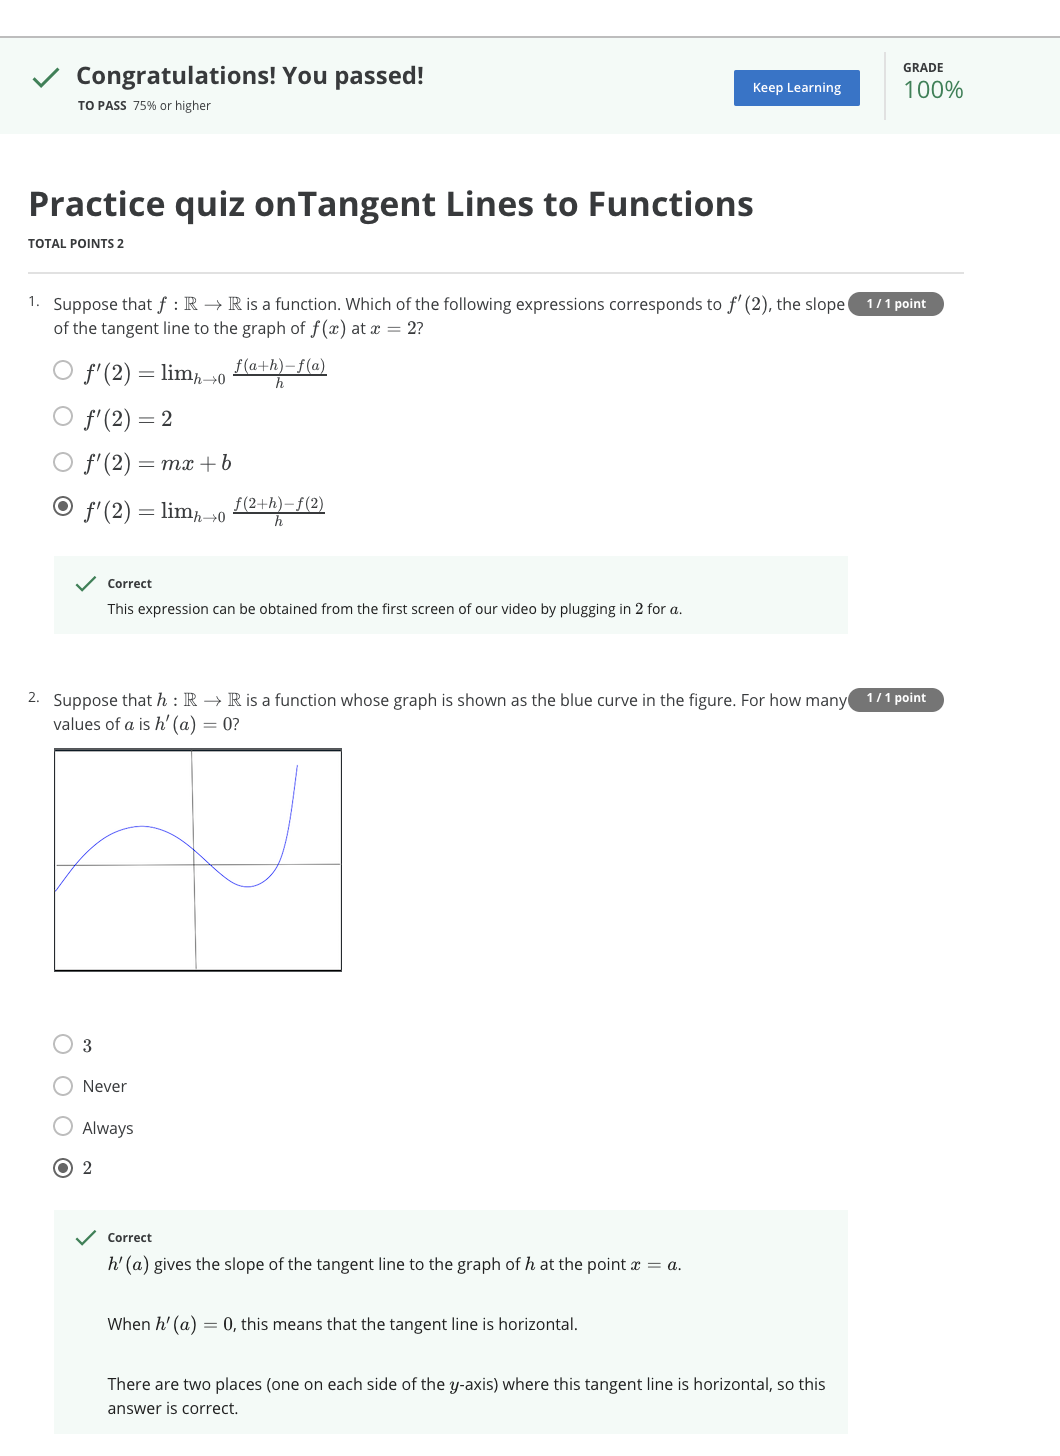 Congratulations! You passed!
TO PASS 75% or higher
Keep Learning
GRADE
100%
Practice quiz onTangent Lines to Functions
TOTAL POINTS 2
1. Suppose that f : ℝ → ℝ is a function. Which of the following expressions corresponds to f′(2), the slope
1 / 1 point
of the tangent line to the graph of f(x) at x = 2?
f′(2) = lim_{h→0} \frac{f(a+h)−f(a)}{h}
f′(2) = 2
f′(2) = mx + b
f′(2) = lim_{h→0} \frac{f(2+h)−f(2)}{h}
Correct
This expression can be obtained from the first screen of our video by plugging in 2 for a.
2. Suppose that h : ℝ → ℝ is a function whose graph is shown as the blue curve in the figure. For how many
1 / 1 point
values of a is h′(a) = 0?
3
Never
Always
2
Correct
h′(a) gives the slope of the tangent line to the graph of h at the point x = a.
When h′(a) = 0, this means that the tangent line is horizontal.
There are two places (one on each side of the y-axis) where this tangent line is horizontal, so this
answer is correct.